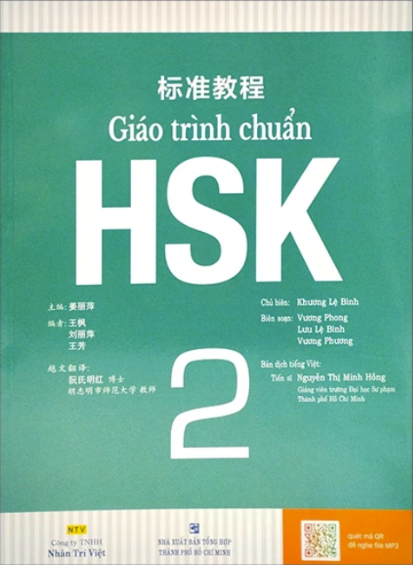 标准教程
Giáo trình chuẩn
HSK
主编: 姜丽萍
编者: 王枫
刘丽萍
王芳
越文翻译:
阮氏明红 博士
胡志明市师范大学 教师
Chủ biên: Khương Lệ Bình
Biên soạn: Vương Phong
Lưu Lệ Bình
Vương Phương
Bản dịch tiếng Việt:
Tiến sĩ Nguyễn Thị Minh Hồng
Giảng viên trường Đại học Sư phạm
Thành phố Hồ Chí Minh
2
NTV
Công ty TNHH
Nhân Trí Việt
NHÀ XUẤT BẢN TỔNG HỢP
THÀNH PHỐ HỒ CHÍ MINH
quét mã QR
để nghe file MP3